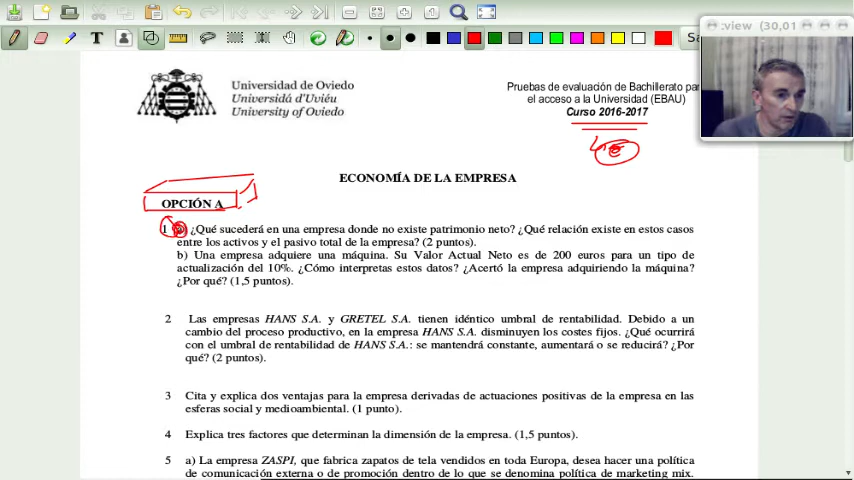 :view (30,01
Universidad de Oviedo
Universidá d'Uviéu
University of Oviedo
Pruebas de evaluación de Bachillerato par
el acceso a la Universidad (EBAU)
Curso 2016-2017
ECONOMÍA DE LA EMPRESA
OPCIÓN A
1 a) ¿Qué sucederá en una empresa donde no existe patrimonio neto? ¿Qué relación existe en estos casos
entre los activos y el pasivo total de la empresa? (2 puntos).
b) Una empresa adquiere una máquina. Su Valor Actual Neto es de 200 euros para un tipo de
actualización del 10%. ¿Cómo interpretas estos datos? ¿Acertó la empresa adquiriendo la máquina?
¿Por qué? (1,5 puntos).
2 Las empresas HANS S.A. y GRETEL S.A. tienen idéntico umbral de rentabilidad. Debido a un
cambio del proceso productivo, en la empresa HANS S.A. disminuyen los costes fijos. ¿Qué ocurrirá
con el umbral de rentabilidad de HANS S.A.: se mantendrá constante, aumentará o se reducirá? ¿Por
qué? (2 puntos).
3 Cita y explica dos ventajas para la empresa derivadas de actuaciones positivas de la empresa en las
esferas social y medioambiental. (1 punto).
4 Explica tres factores que determinan la dimensión de la empresa. (1,5 puntos).
5 a) La empresa ZASPI, que fabrica zapatos de tela vendidos en toda Europa, desea hacer una política
de comunicación externa o de promoción dentro de lo que se denomina política de marketing mix.